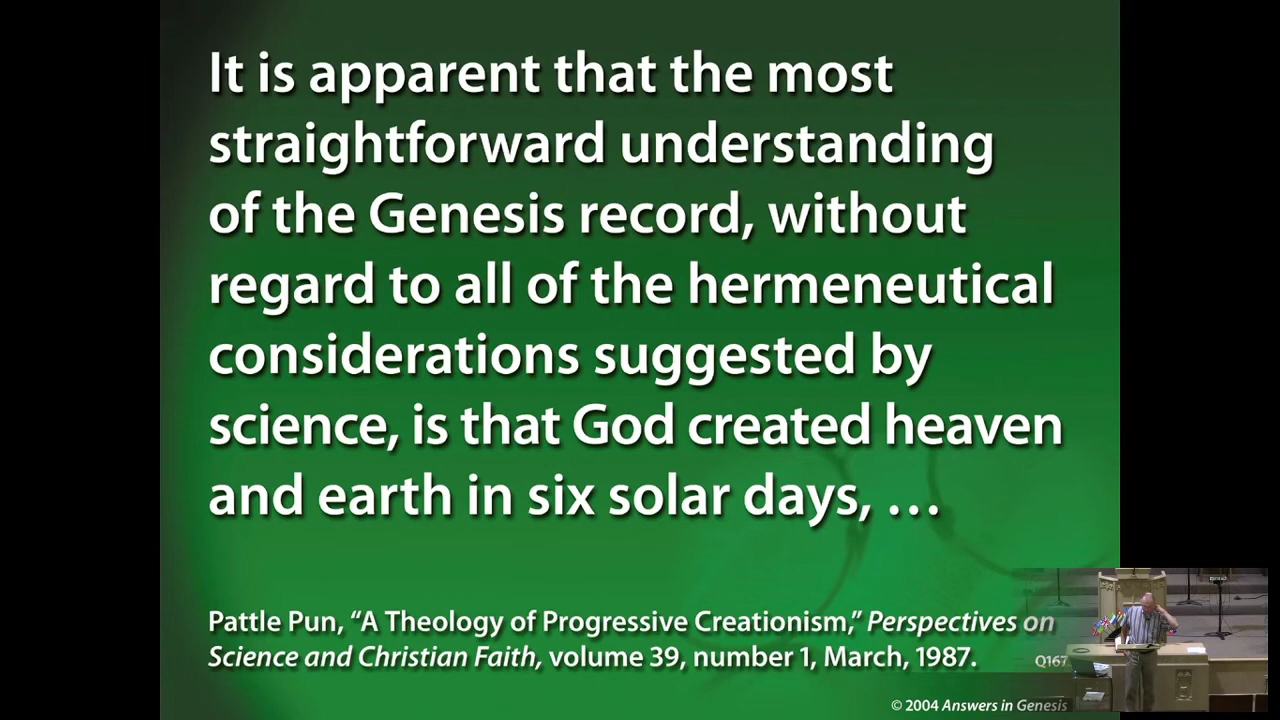 It is apparent that the most
straightforward understanding
of the Genesis record, without
regard to all of the hermeneutical
considerations suggested by
science, is that God created heaven
and earth in six solar days, …
Pattle Pun, “A Theology of Progressive Creationism,” Perspectives on
Science and Christian Faith, volume 39, number 1, March, 1987.
Q167
© 2004 Answers in Genesis